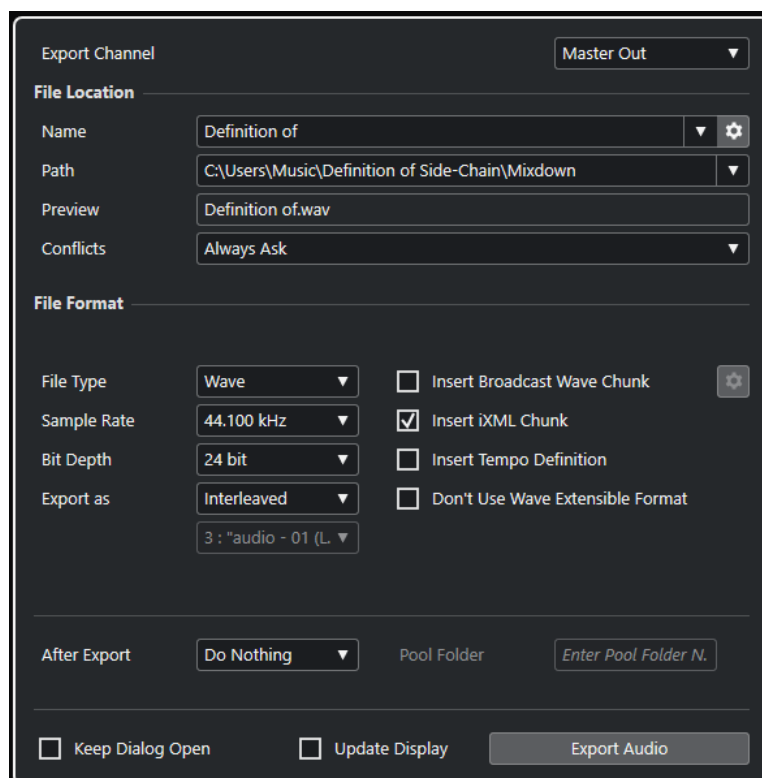 Export Channel Master Out
File Location
Name Definition of
Path C:\Users\Music\Definition of Side-Chain\Mixdown
Preview Definition of.wav
Conflicts Always Ask
File Format
File Type Wave Insert Broadcast Wave Chunk
Sample Rate 44.100 kHz Insert iXML Chunk
Bit Depth 24 bit Insert Tempo Definition
Export as Interleaved Don't Use Wave Extensible Format
3 : "audio - 01 (L.
After Export Do Nothing Pool Folder Enter Pool Folder N.
Keep Dialog Open Update Display Export Audio